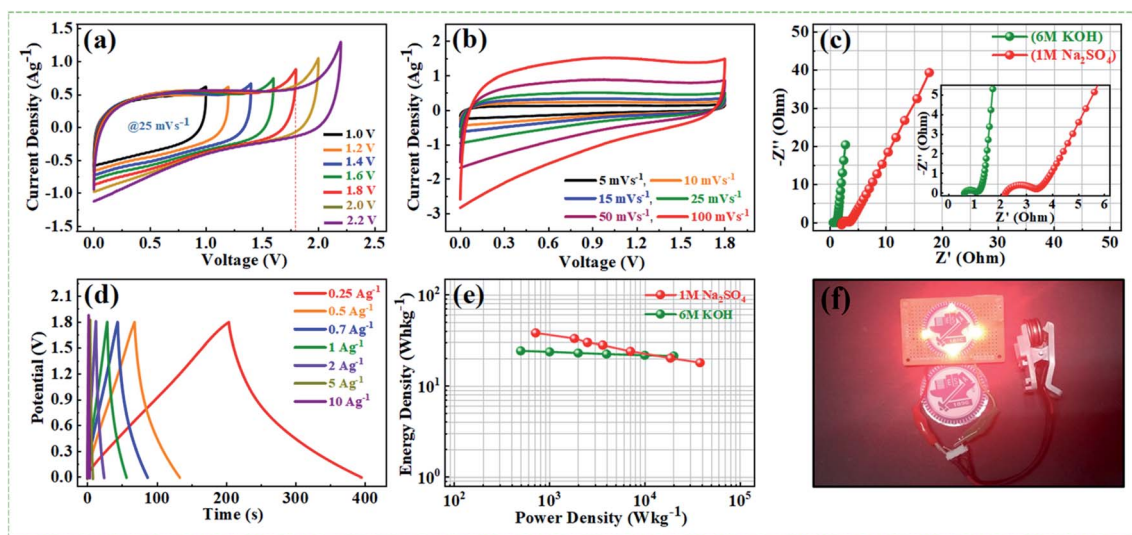 (a)
Current Density (Ag⁻¹)
1.5
1.0
0.5
0.0
-0.5
-1.0
-1.5
@25 mVs⁻¹
1.0 V
1.2 V
1.4 V
1.6 V
1.8 V
2.0 V
2.2 V
0.0 0.5 1.0 1.5 2.0 2.5
Voltage (V)
(b)
Current Density (Ag⁻¹)
2
1
0
-1
-2
-3
5 mVs⁻¹, 10 mVs⁻¹
15 mVs⁻¹, 25 mVs⁻¹
50 mVs⁻¹, 100 mVs⁻¹
0.0 0.6 1.2 1.8
Voltage (V)
(c)
-Z'' (Ohm)
50
40
30
20
10
0
(6M KOH)
(1M Na₂SO₄)
-Z'' (Ohm)
5
4
3
2
1
0
0 1 2 3 4 5 6
Z' (Ohm)
0 10 20 30 40 50
Z' (Ohm)
(d)
Potential (V)
2.1
1.8
1.5
1.2
0.9
0.6
0.3
0.0
0.25 Ag⁻¹
0.5 Ag⁻¹
0.7 Ag⁻¹
1 Ag⁻¹
2 Ag⁻¹
5 Ag⁻¹
10 Ag⁻¹
0 100 200 300 400
Time (s)
(e)
Energy Density (Whkg⁻¹)
10²
10¹
10⁰
1M Na₂SO₄
6M KOH
10² 10³ 10⁴ 10⁵
Power Density (Wkg⁻¹)
(f)